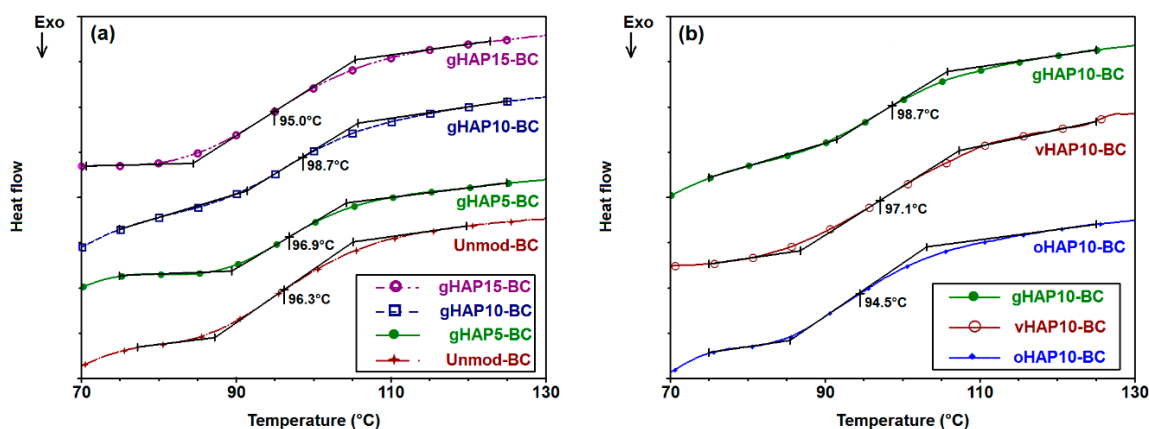 Exo
(a)
gHAP15-BC
95.0°C
gHAP10-BC
98.7°C
gHAP5-BC
96.9°C
Unmod-BC
96.3°C
gHAP15-BC
gHAP10-BC
gHAP5-BC
Unmod-BC
Heat flow
70 90 110 130
Temperature (°C)
Exo
(b)
gHAP10-BC
98.7°C
vHAP10-BC
97.1°C
oHAP10-BC
94.5°C
gHAP10-BC
vHAP10-BC
oHAP10-BC
Heat flow
70 90 110 130
Temperature (°C)